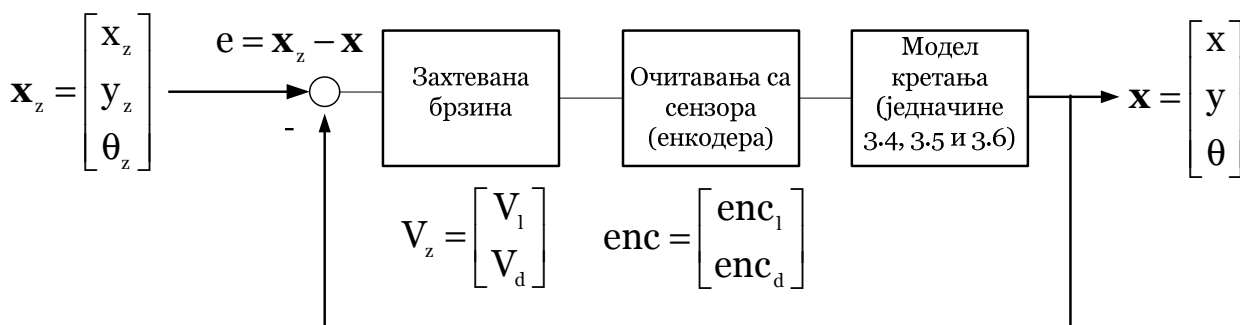 x_z = [x_z y_z θ_z]
e = x_z − x
-
Захтевана
брзина
Очитавања са
сензора
(енкодера)
Модел
кретања
(једначине
3.4, 3.5 и 3.6)
x = [x y θ]
V_z = [V_l V_d]
enc = [enc_l enc_d]